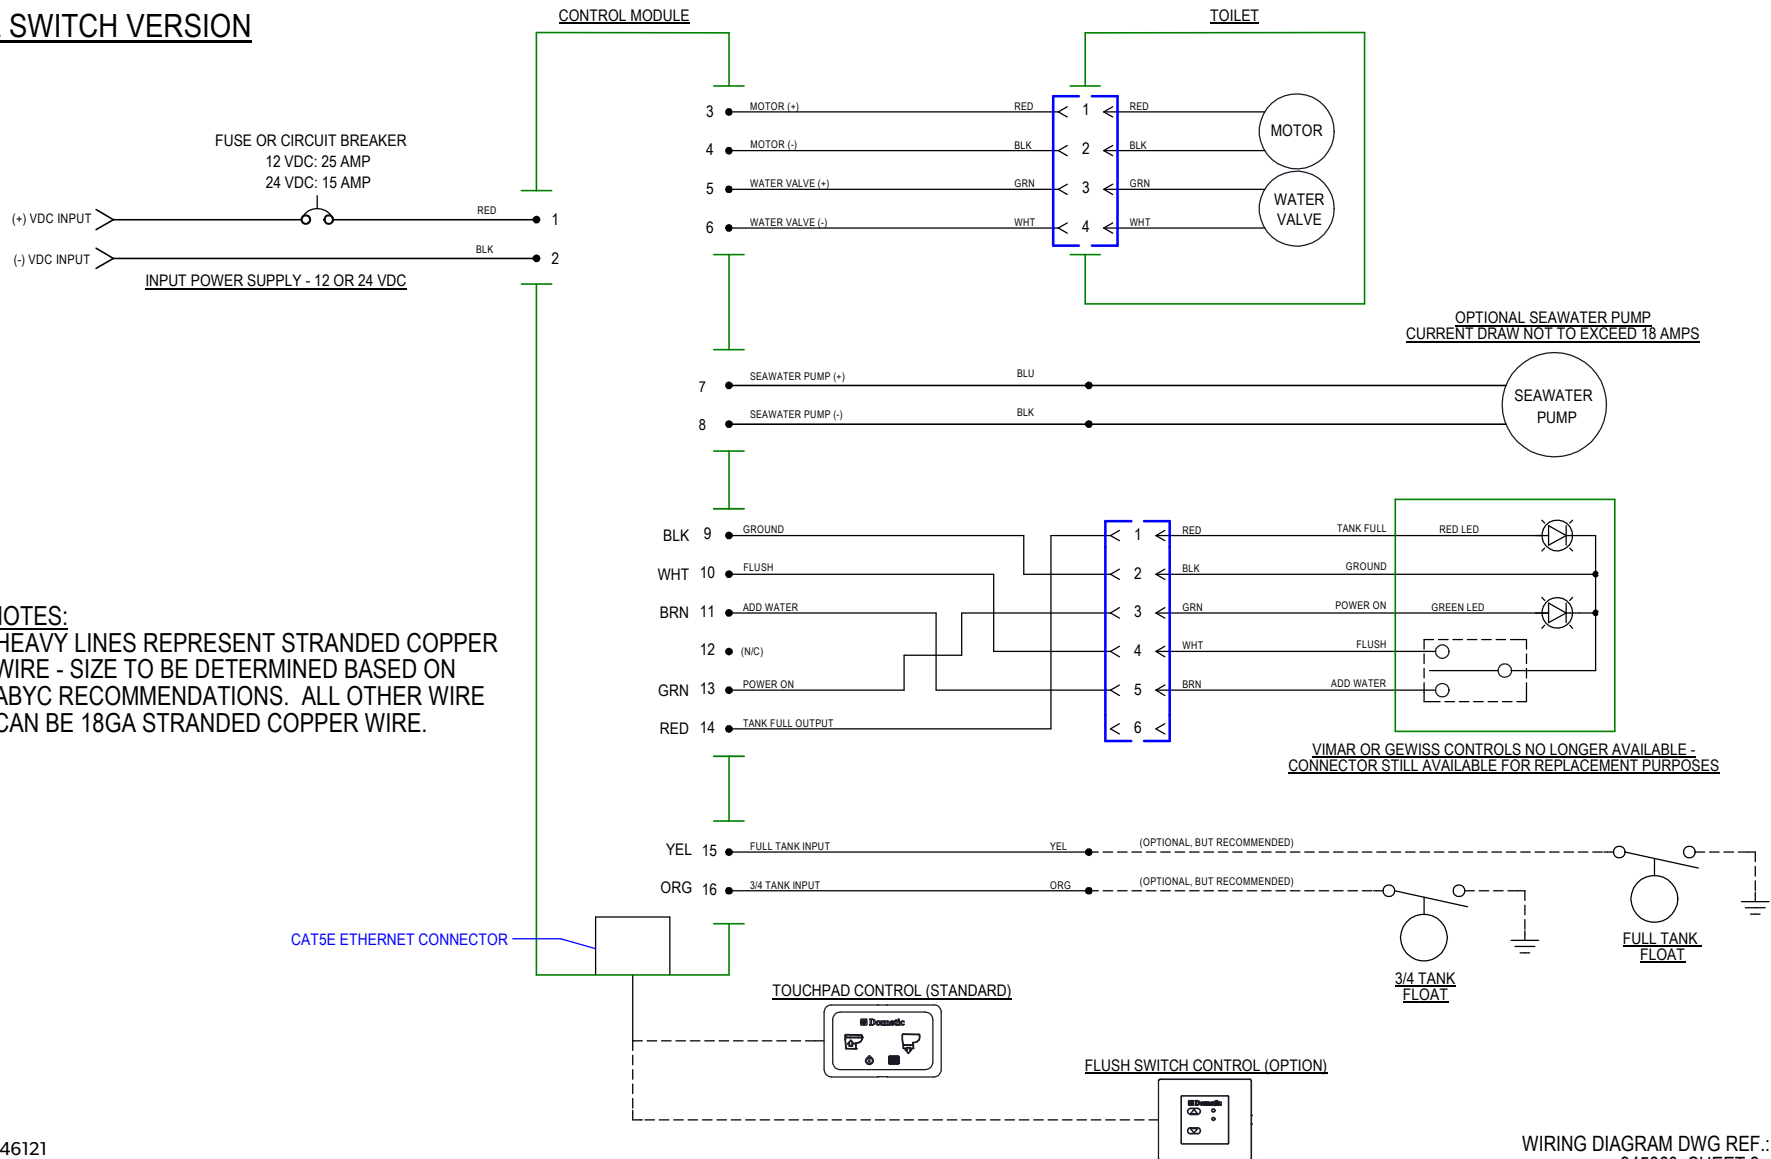 SWITCH VERSION
CONTROL MODULE
TOILET
FUSE OR CIRCUIT BREAKER
12 VDC: 25 AMP
24 VDC: 15 AMP
(+) VDC INPUT
RED
1
(-) VDC INPUT
BLK
2
INPUT POWER SUPPLY - 12 OR 24 VDC
3 MOTOR (+) RED 1 RED
4 MOTOR (-) BLK 2 BLK
MOTOR
5 WATER VALVE (+) GRN 3 GRN
6 WATER VALVE (-) WHT 4 WHT
WATER
VALVE
OPTIONAL SEAWATER PUMP
CURRENT DRAW NOT TO EXCEED 18 AMPS
7 SEAWATER PUMP (+) BLU
8 SEAWATER PUMP (-) BLK
SEAWATER
PUMP
BLK 9 GROUND 1 RED TANK FULL RED LED
WHT 10 FLUSH 2 BLK GROUND
BRN 11 ADD WATER 3 GRN POWER ON GREEN LED
12 (N/C) 4 WHT FLUSH
GRN 13 POWER ON 5 BRN ADD WATER
RED 14 TANK FULL OUTPUT 6
VIMAR OR GEWISS CONTROLS NO LONGER AVAILABLE -
CONNECTOR STILL AVAILABLE FOR REPLACEMENT PURPOSES
NOTES:
HEAVY LINES REPRESENT STRANDED COPPER
WIRE - SIZE TO BE DETERMINED BASED ON
ABYC RECOMMENDATIONS. ALL OTHER WIRE
CAN BE 18GA STRANDED COPPER WIRE.
YEL 15 FULL TANK INPUT YEL (OPTIONAL, BUT RECOMMENDED)
ORG 16 3/4 TANK INPUT ORG (OPTIONAL, BUT RECOMMENDED)
FULL TANK
FLOAT
3/4 TANK
FLOAT
CAT5E ETHERNET CONNECTOR
TOUCHPAD CONTROL (STANDARD)
Dometic
FLUSH SWITCH CONTROL (OPTION)
Dometic
46121
WIRING DIAGRAM DWG REF.: